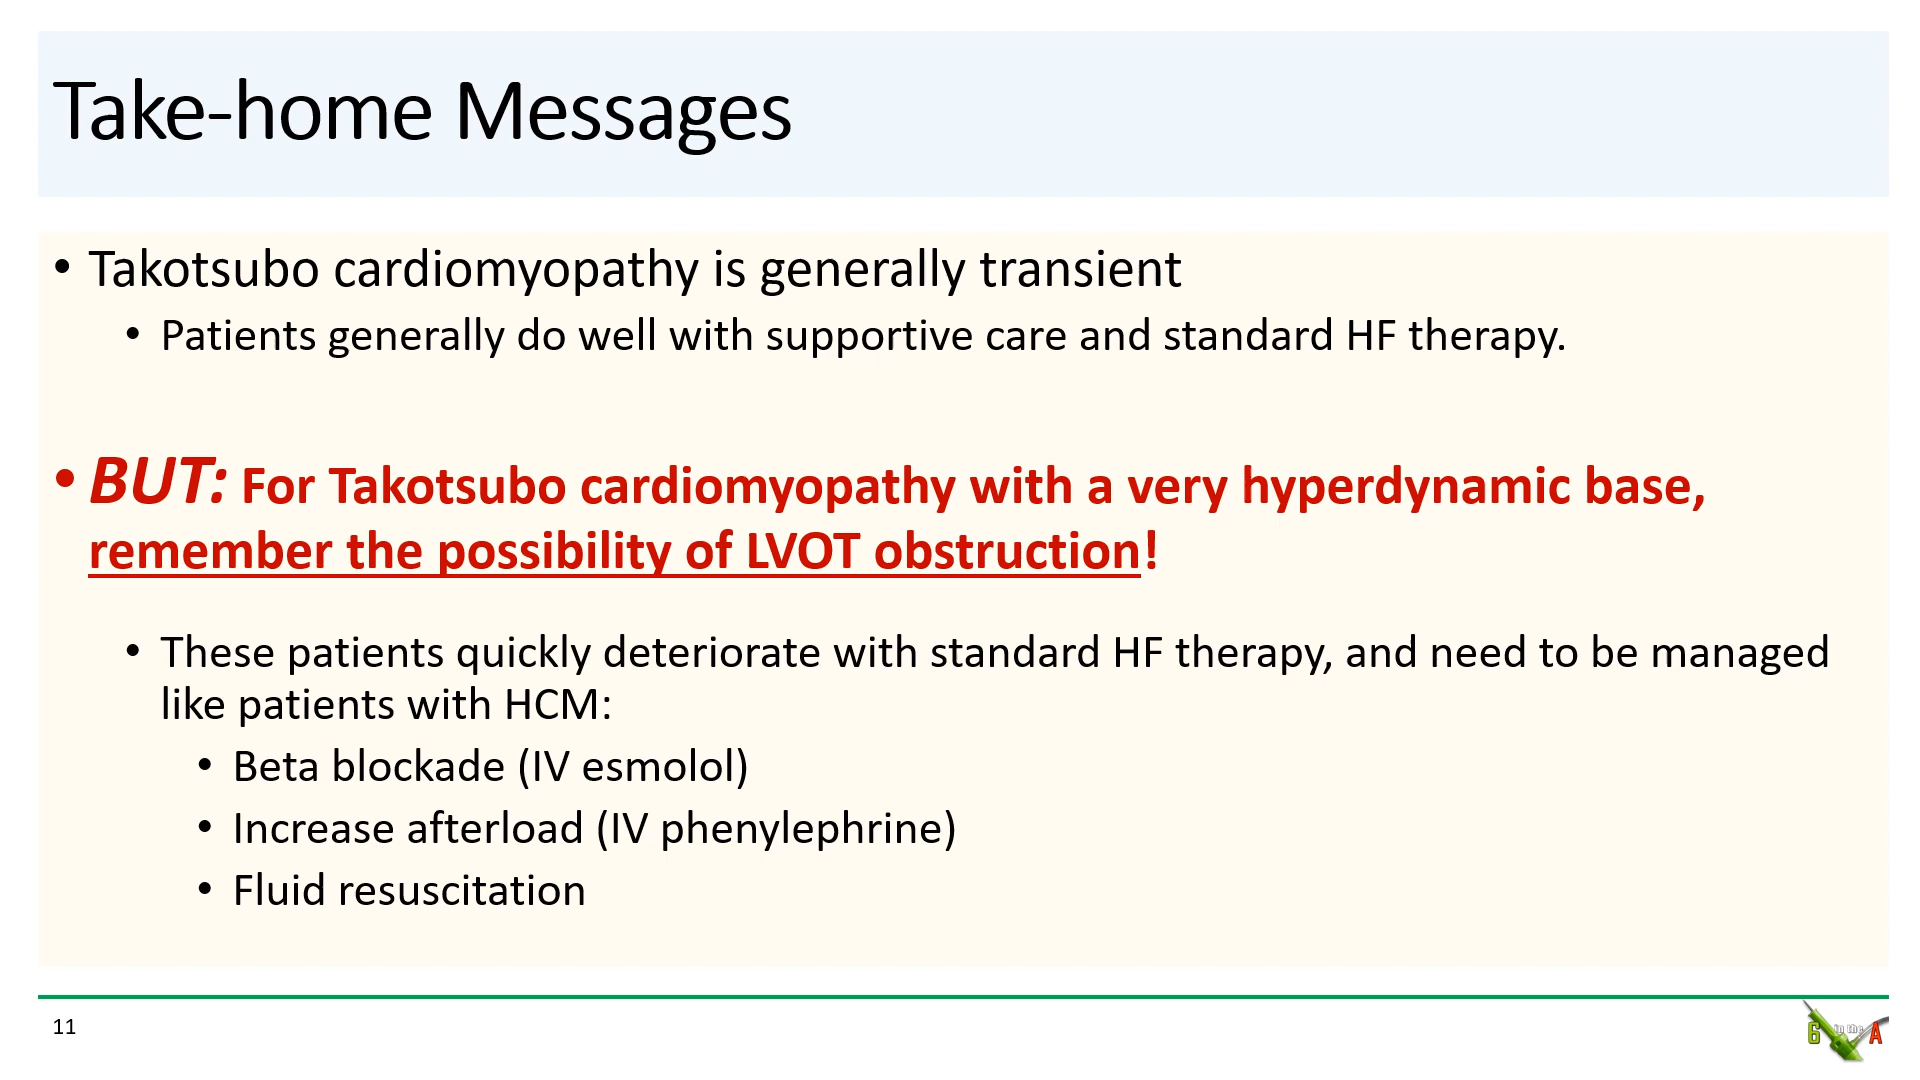 Take-home Messages
• Takotsubo cardiomyopathy is generally transient
• Patients generally do well with supportive care and standard HF therapy.
• BUT: For Takotsubo cardiomyopathy with a very hyperdynamic base,
remember the possibility of LVOT obstruction!
• These patients quickly deteriorate with standard HF therapy, and need to be managed
like patients with HCM:
• Beta blockade (IV esmolol)
• Increase afterload (IV phenylephrine)
• Fluid resuscitation
11
6 in the A